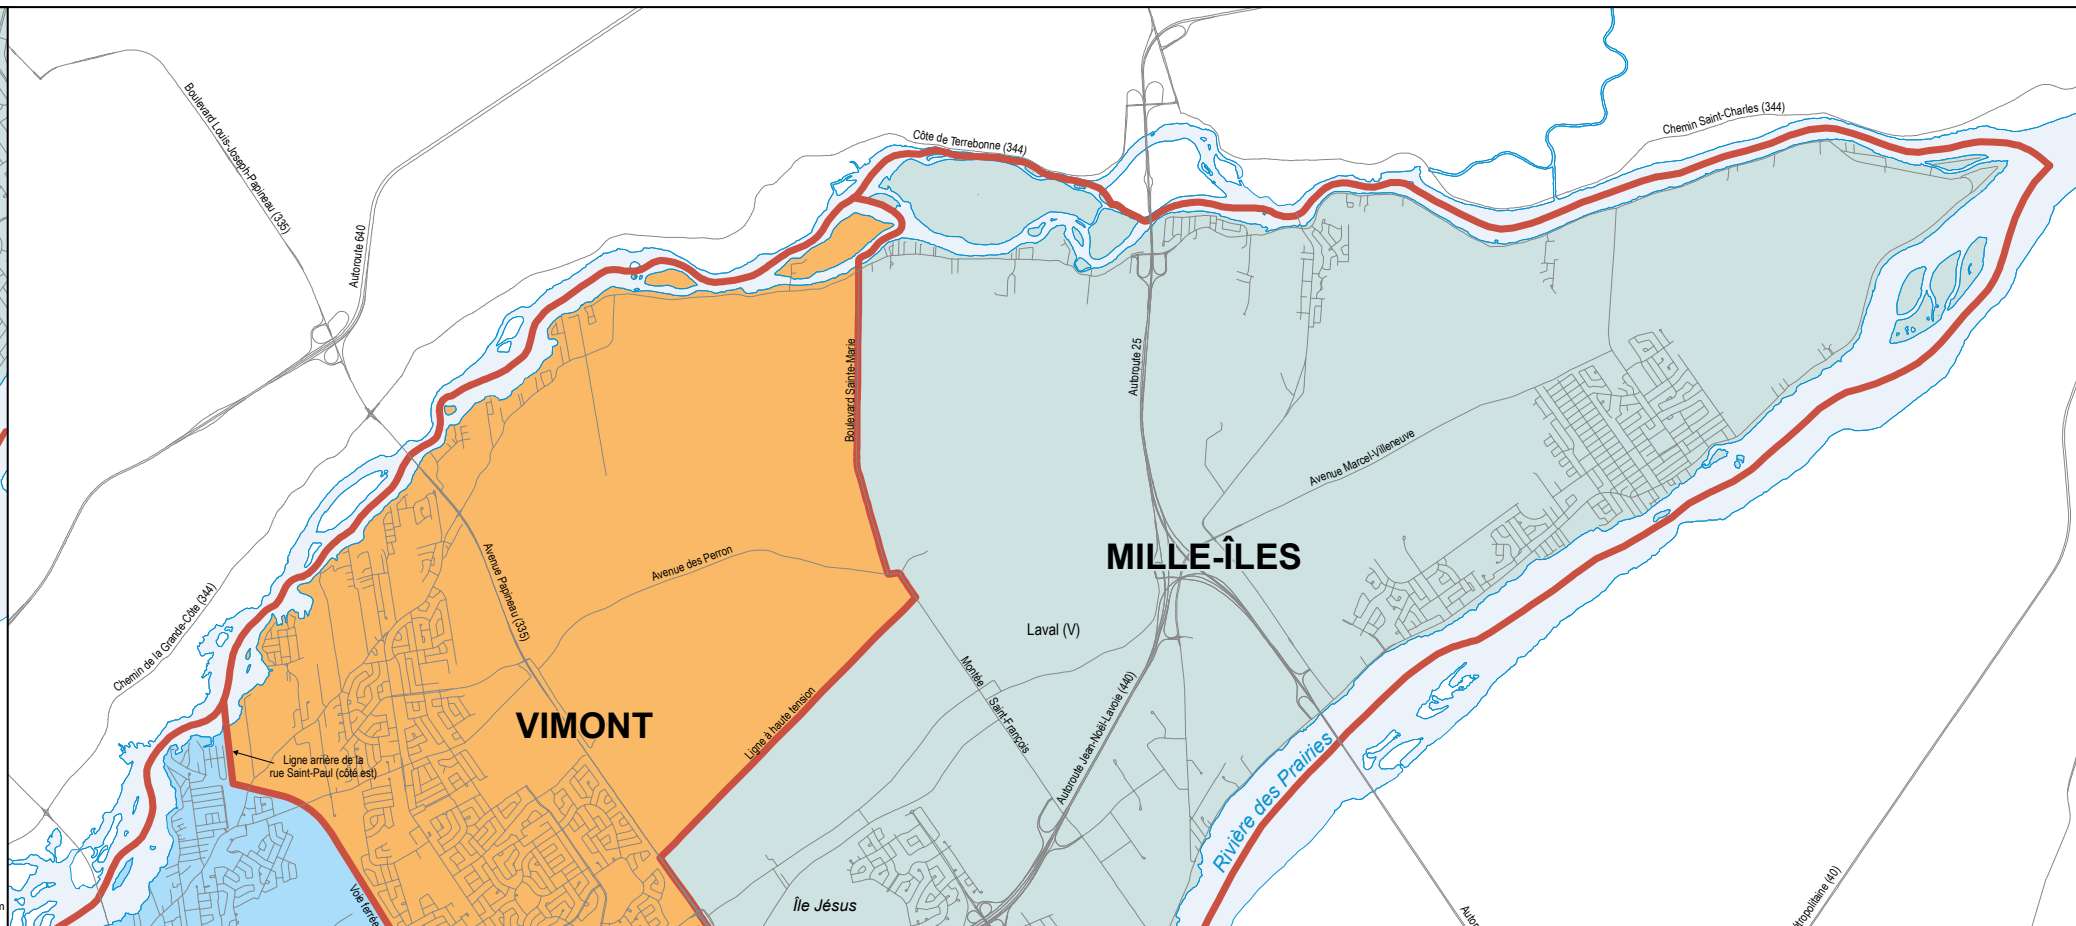 Boulevard Louis-Joseph-Papineau (335)
Autoroute 640
Côte de Terrebonne (344)
Chemin Saint-Charles (344)
Boulevard Sainte-Marie
Autoroute 25
Avenue Marcel-Villeneuve
Avenue des Perron
Avenue Papineau (335)
MILLE-ÎLES
Laval (V)
Chemin de la Grande-Côte (344)
VIMONT
Ligne à haute tension
Montée
Saint-François
Autoroute Jean-Noël-Lavoie (440)
Ligne arrière de la
rue Saint-Paul (côté est)
Rivière des Prairies
Île Jésus
Voie ferrée
(40)